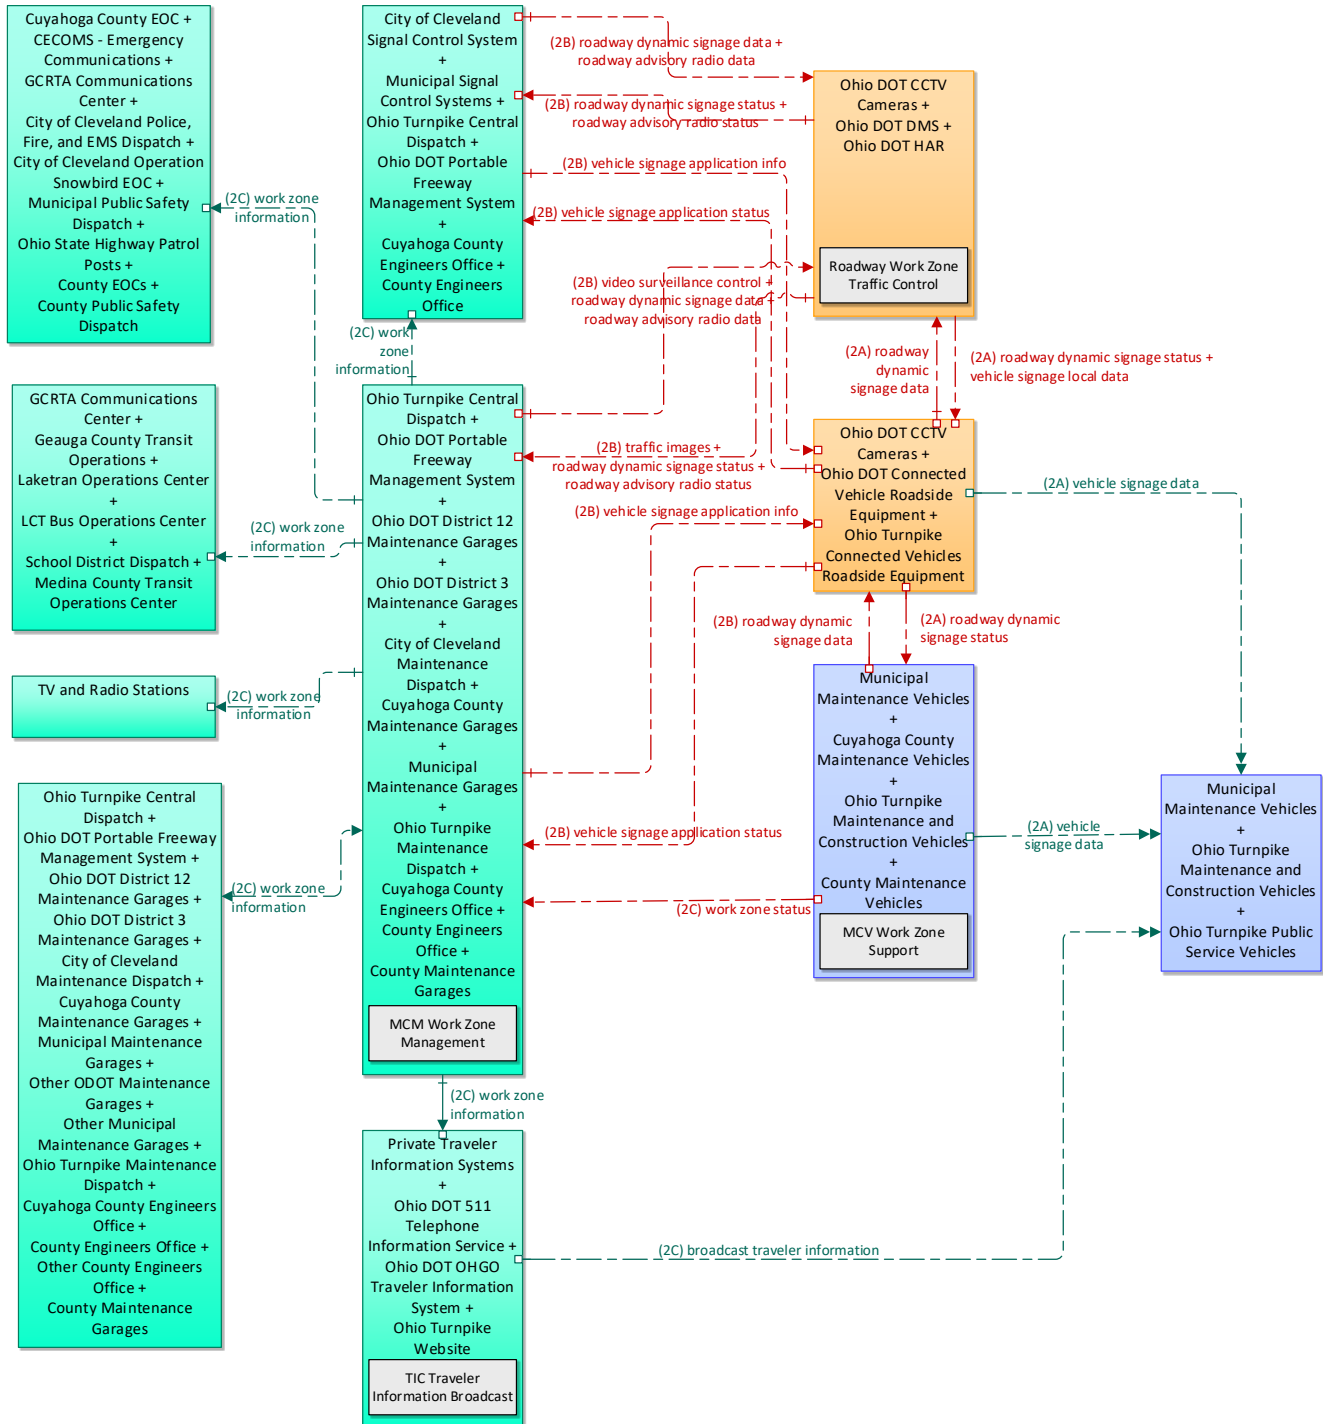 Cuyahoga County EOC +
CECOMS - Emergency
Communications +
GCRTA Communications
Center +
City of Cleveland Police,
Fire, and EMS Dispatch +
City of Cleveland Operation
Snowbird EOC +
Municipal Public Safety
Dispatch +
Ohio State Highway Patrol
Posts +
County EOCs +
County Public Safety
Dispatch
City of Cleveland
Signal Control System
+
Municipal Signal
Control Systems +
Ohio Turnpike Central
Dispatch +
Ohio DOT Portable
Freeway
Management System
+
Cuyahoga County
Engineers Office +
County Engineers
Office
(2B) roadway dynamic signage data +
roadway advisory radio data
(2B) roadway dynamic signage status +
roadway advisory radio status
(2B) vehicle signage application info
(2B) vehicle signage application status
(2B) video surveillance control +
roadway dynamic signage data +
roadway advisory radio data
Ohio DOT CCTV
Cameras +
Ohio DOT DMS +
Ohio DOT HAR
Roadway Work Zone
Traffic Control
(2C) work zone
information
(2C) work
zone
information
(2A) roadway
dynamic
signage data
(2A) roadway dynamic signage status +
vehicle signage local data
GCRTA Communications
Center +
Geauga County Transit
Operations +
Laketran Operations Center
+
LCT Bus Operations Center
+
School District Dispatch +
Medina County Transit
Operations Center
(2C) work zone
information
Ohio Turnpike Central
Dispatch +
Ohio DOT Portable
Freeway
Management System +
+
Ohio DOT District 12
Maintenance Garages
+
Ohio DOT District 3
Maintenance Garages
+
City of Cleveland
Maintenance
Dispatch +
Cuyahoga County
Maintenance Garages
+
Municipal
Maintenance Garages
+
Ohio Turnpike
Maintenance
Dispatch +
Cuyahoga County
Engineers Office +
County Engineers
Office +
County Maintenance
Garages
MCM Work Zone
Management
(2B) traffic images +
roadway dynamic signage status +
roadway advisory radio status
(2B) vehicle signage application info
Ohio DOT CCTV
Cameras +
Ohio DOT Connected
Vehicle Roadside
Equipment +
Ohio Turnpike
Connected Vehicles
Roadside Equipment
(2A) vehicle signage data
(2B) roadway dynamic
signage data
(2A) roadway dynamic
signage status
TV and Radio Stations
(2C) work zone
information
Municipal
Maintenance Vehicles
+
Cuyahoga County
Maintenance Vehicles
+
Ohio Turnpike
Maintenance and
Construction Vehicles
+
County Maintenance
Vehicles
MCV Work Zone
Support
(2B) vehicle signage application status
(2C) work zone status
(2A) vehicle
signage data
Municipal
Maintenance Vehicles
+
Ohio Turnpike
Maintenance and
Construction Vehicles
+
Ohio Turnpike Public
Service Vehicles
Ohio Turnpike Central
Dispatch +
Ohio DOT Portable Freeway
Management System +
Ohio DOT District 12
Maintenance Garages +
Ohio DOT District 3
Maintenance Garages +
City of Cleveland
Maintenance Dispatch +
Cuyahoga County
Maintenance Garages +
Municipal Maintenance
Garages +
Other ODOT Maintenance
Garages +
Other Municipal
Maintenance Garages +
Ohio Turnpike Maintenance
Dispatch +
Cuyahoga County Engineers
Office +
County Engineers Office +
Other County Engineers
Office +
County Maintenance
Garages
(2C) work zone
information
(2C) work zone
information
Private Traveler
Information Systems
+
Ohio DOT 511
Telephone
Information Service +
Ohio DOT OHGO
Traveler Information
System +
Ohio Turnpike
Website
TIC Traveler
Information Broadcast
(2C) broadcast traveler information